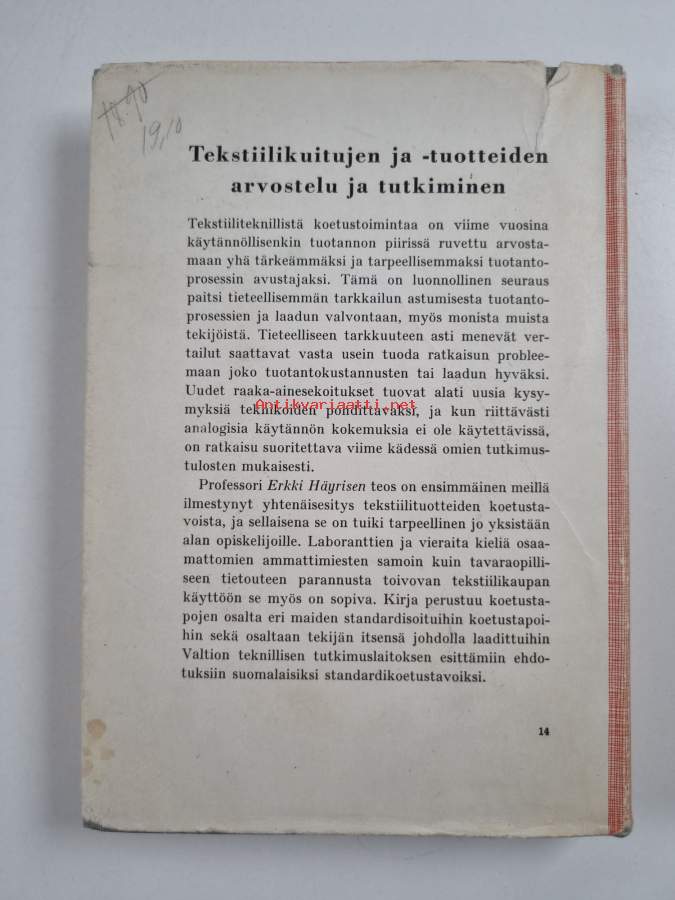 1890
19,10
Tekstiilikuitujen ja -tuotteiden
arvostelu ja tutkiminen
Tekstiiliteknillistä koetustoimintaa on viime vuosina
käytännöllisenkin tuotannon piirissä ruvettu arvosta-
maan yhä tärkeämmäksi ja tarpeellisemmaksi tuotanto-
prosessin avustajaksi. Tämä on luonnollinen seuraus
paitsi tieteellisemmän tarkkailun astumisesta tuotanto-
prosessien ja laadun valvontaan, myös monista muista
tekijöistä. Tieteelliseen tarkkuuteen asti menevät ver-
tailut saattavat vasta usein tuoda ratkaisun problee-
maan joko tuotantokustannusten tai laadun hyväksi.
Uudet raaka-ainesekoitukset tuovat alati uusia kysy-
Antikvariaatti.net
myksiä teknikoiden pohdittavaksi, ja kun riittävästi
analogisia käytännön kokemuksia ei ole käytettävissä,
on ratkaisu suoritettava viime kädessä omien tutkimus-
tulosten mukaisesti.
Professori Erkki Häyrisen teos on ensimmäinen meillä
ilmestynyt yhtenäisesitys tekstiilituotteiden koetusta-
voista, ja sellaisena se on tuiki tarpeellinen jo yksistään
alan opiskelijoille. Laboranttien ja vieraita kieliä osaa-
mattomien ammattimiesten samoin kuin tavaraopilli-
seen tietouteen parannusta toivovan tekstiilikaupan
käyttöön se myös on sopiva. Kirja perustuu koetusta-
pojen osalta eri maiden standardisoituihin koetustapoi-
hin sekä osaltaan tekijän itsensä johdolla laadittuihin
Valtion teknillisen tutkimuslaitoksen esittämiin ehdo-
tuksiin suomalaisiksi standardikoetustavoiksi.
14